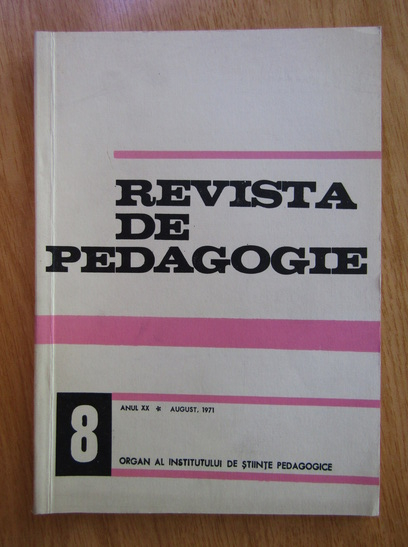 REVISTA
DE
PEDAGOGIE
8
ANUL XX * AUGUST, 1971
ORGAN AL INSTITUTULUI DE ȘTIINȚE PEDAGOGICE